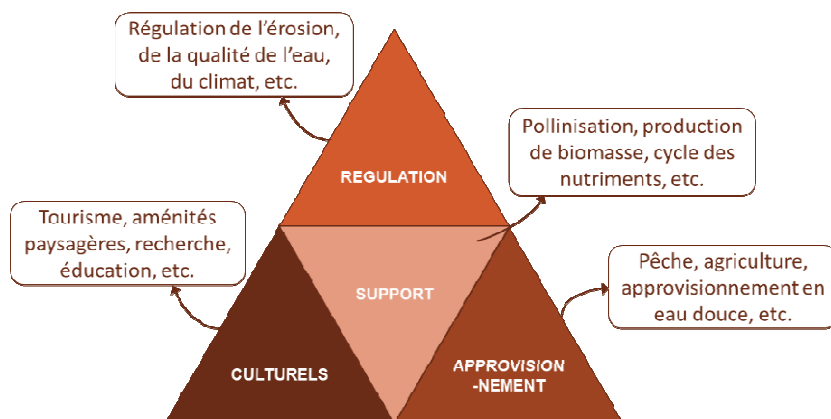 Régulation de l'érosion,
de la qualité de l'eau,
du climat, etc.
Pollinisation, production
de biomasse, cycle des
nutriments, etc.
REGULATION
Tourisme, aménités
paysagères, recherche,
éducation, etc.
Pêche, agriculture,
approvisionnement en
eau douce, etc.
SUPPORT
CULTURELS
APPROVISION
-NEMENT